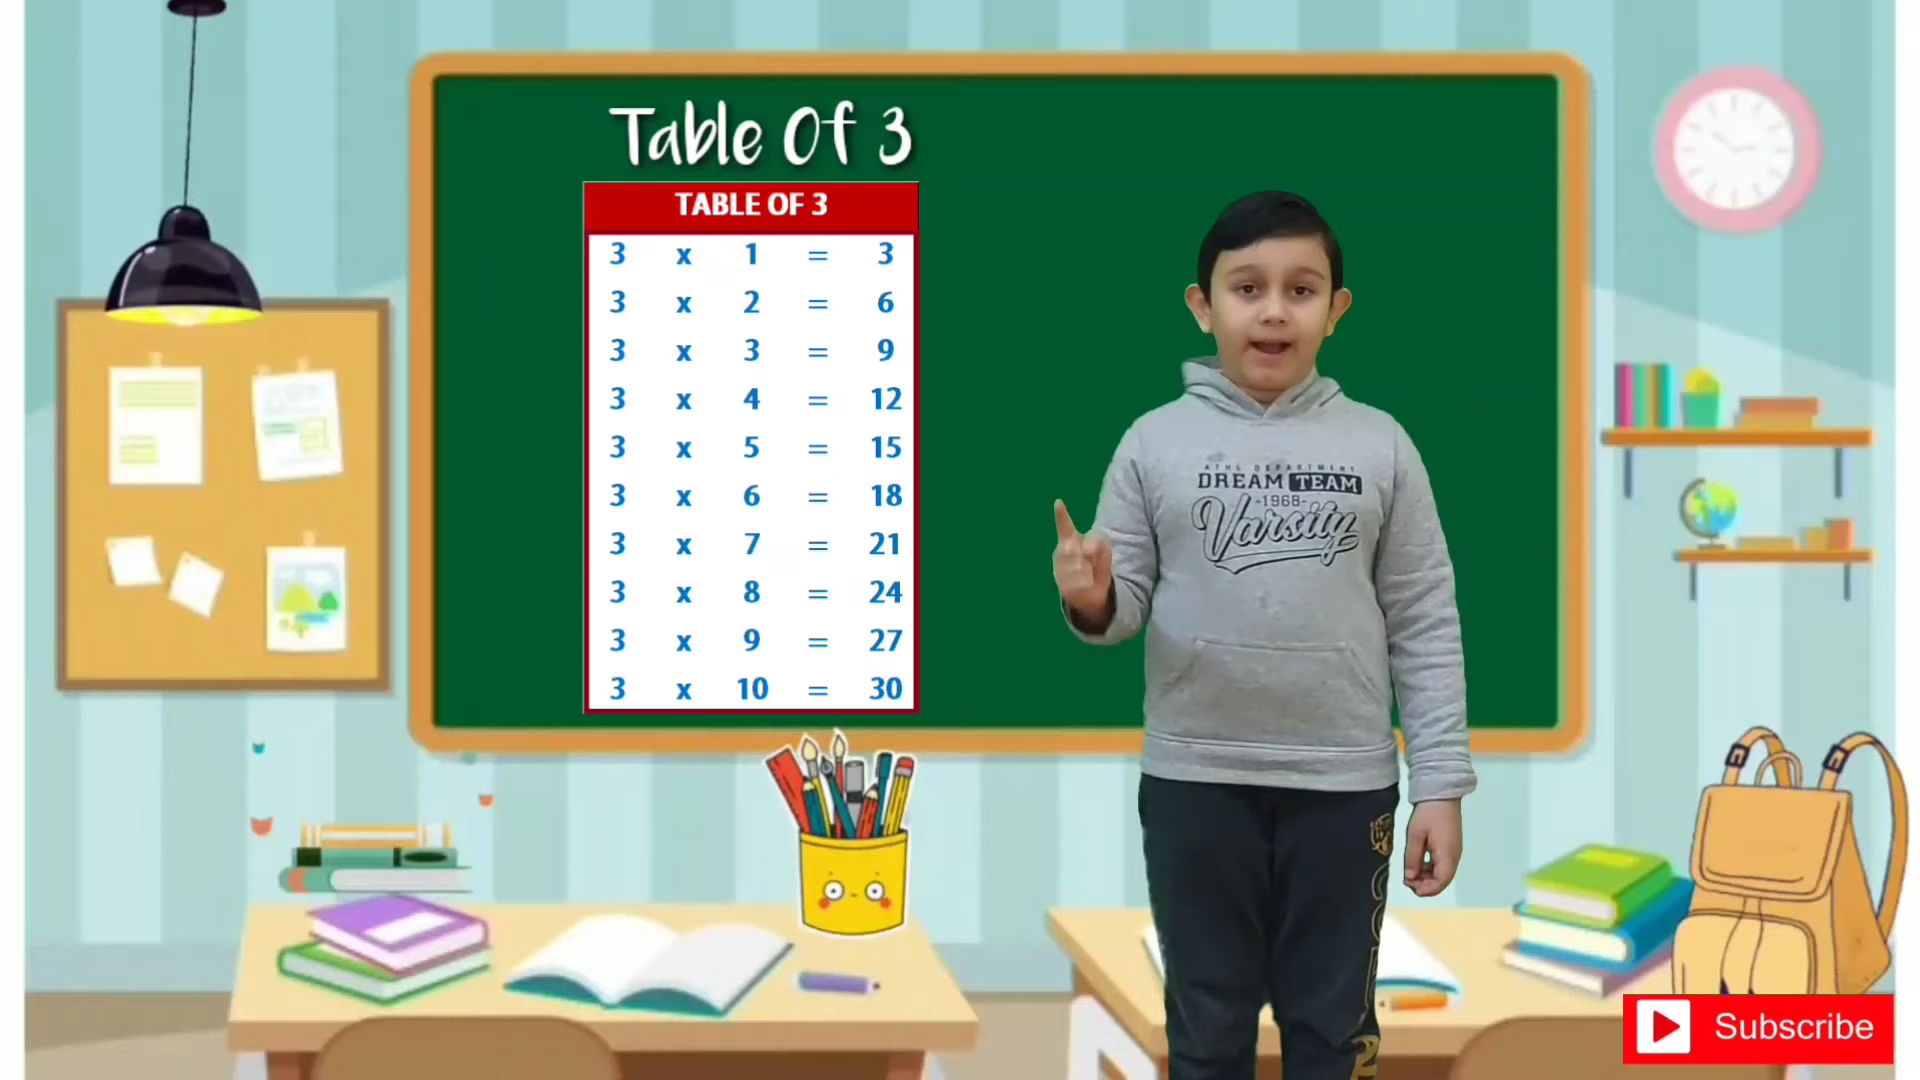 Table Of 3
TABLE OF 3
3 x 1 = 3
3 x 2 = 6
3 x 3 = 9
3 x 4 = 12
3 x 5 = 15
3 x 6 = 18
3 x 7 = 21
3 x 8 = 24
3 x 9 = 27
3 x 10 = 30
ATHL DEPARTMENT
DREAM TEAM
-1968-
Varsity
Subscribe